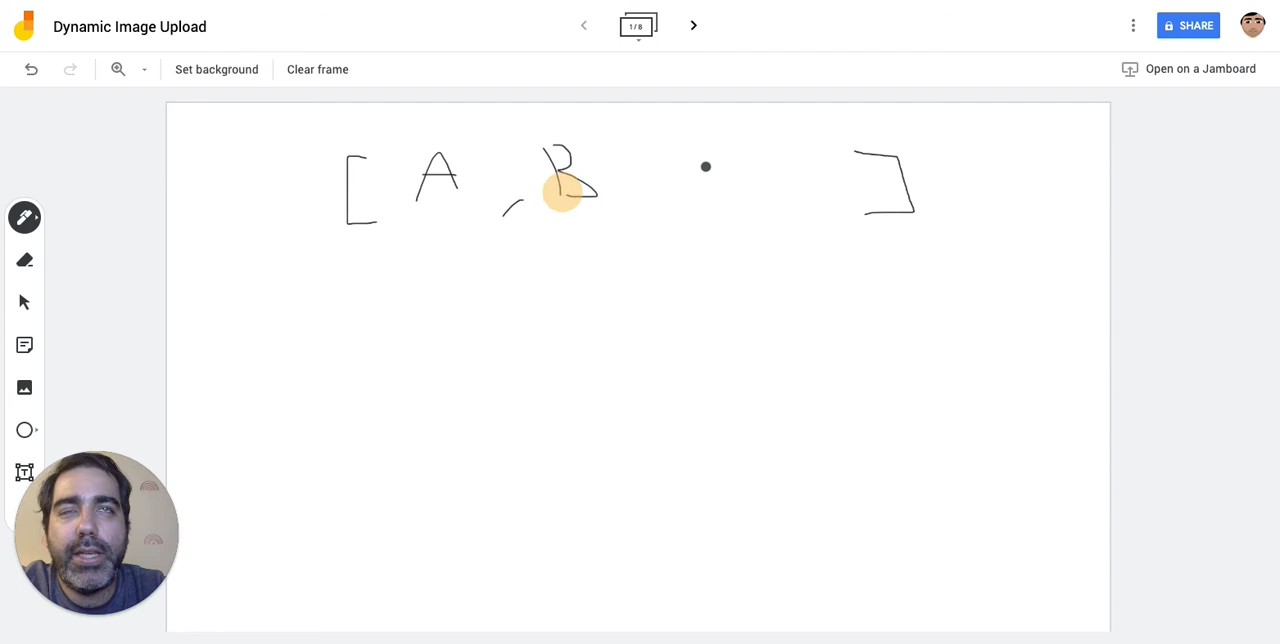 Dynamic Image Upload
1/8
SHARE
Set background
Clear frame
Open on a Jamboard
[ A , B ]